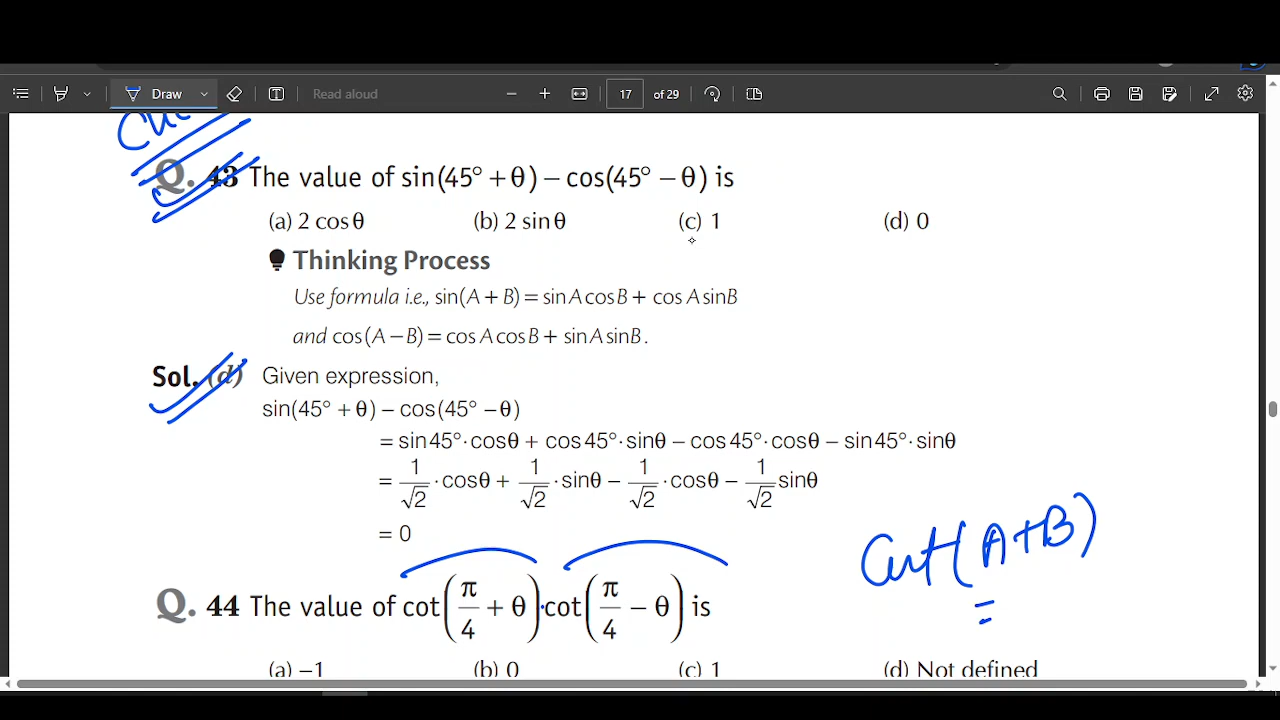 Draw Read aloud 17 of 29
Q. 43 The value of sin(45° + θ) − cos(45° − θ) is
(a) 2 cosθ (b) 2 sinθ (c) 1 (d) 0
Thinking Process
Use formula i.e., sin(A + B) = sin A cos B + cos A sin B
and cos(A − B) = cos A cos B + sin A sin B.
Sol. (d) Given expression,
sin(45° + θ) − cos(45° − θ)
= sin 45° · cosθ + cos 45° · sinθ − cos 45° · cosθ − sin 45° · sinθ
= 1/√2 · cosθ + 1/√2 · sinθ − 1/√2 · cosθ − 1/√2 sinθ
= 0
Cot(A+B)
Q. 44 The value of cot(π/4 + θ)·cot(π/4 − θ) is
(a) −1 (b) 0 (c) 1 (d) Not defined